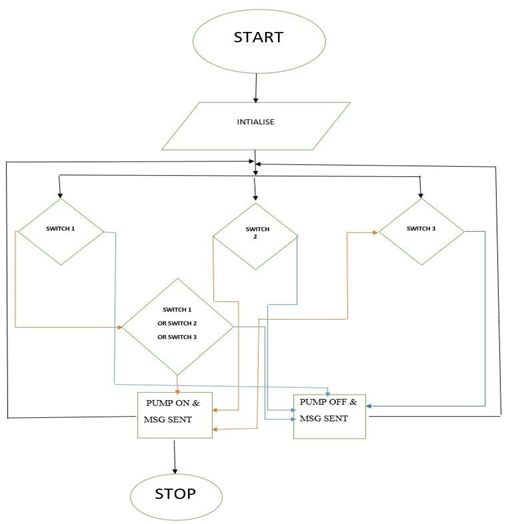 START
INTIALISE
SWITCH 1
SWITCH
2
SWITCH 3
SWITCH 1
OR SWITCH 2
OR SWITCH 3
PUMP ON &
MSG SENT
PUMP OFF &
MSG SENT
STOP